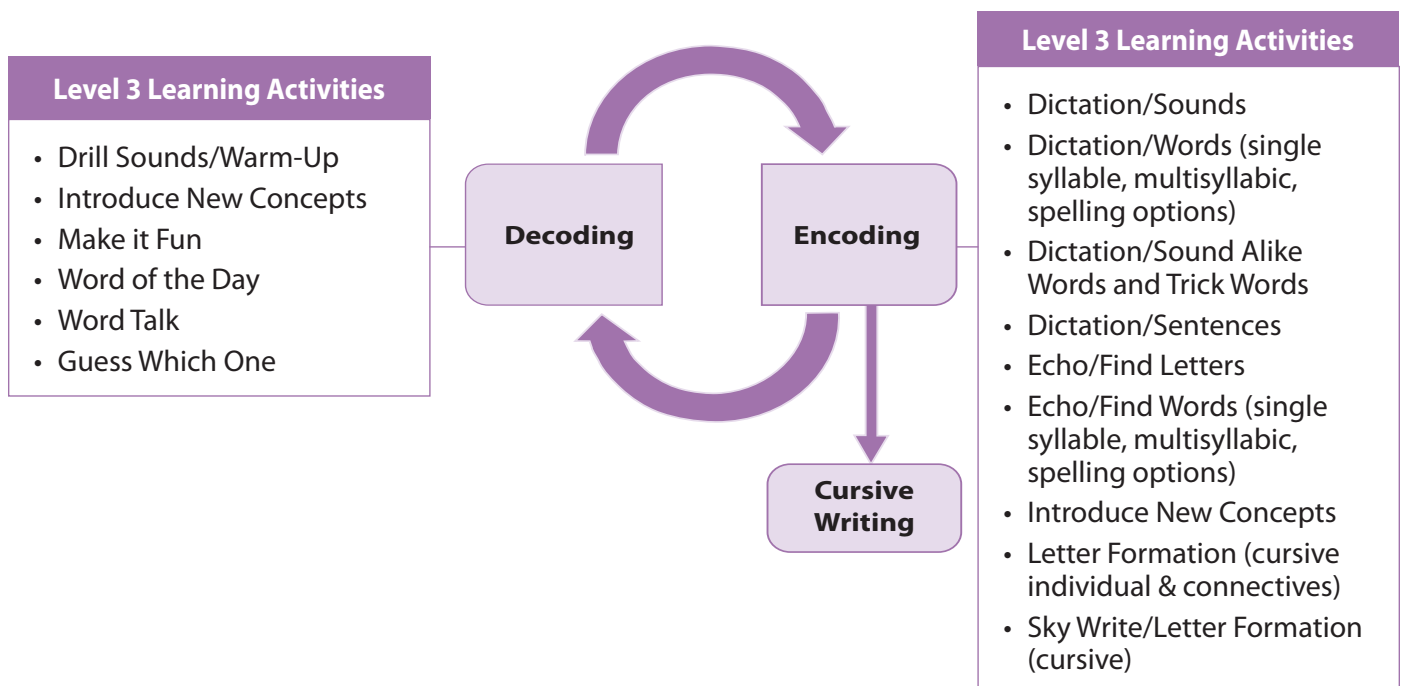 Level 3 Learning Activities
• Drill Sounds/Warm-Up
• Introduce New Concepts
• Make it Fun
• Word of the Day
• Word Talk
• Guess Which One
Decoding
Encoding
Cursive
Writing
Level 3 Learning Activities
• Dictation/Sounds
• Dictation/Words (single
syllable, multisyllabic,
spelling options)
• Dictation/Sound Alike
Words and Trick Words
• Dictation/Sentences
• Echo/Find Letters
• Echo/Find Words (single
syllable, multisyllabic,
spelling options)
• Introduce New Concepts
• Letter Formation (cursive
individual & connectives)
• Sky Write/Letter Formation
(cursive)